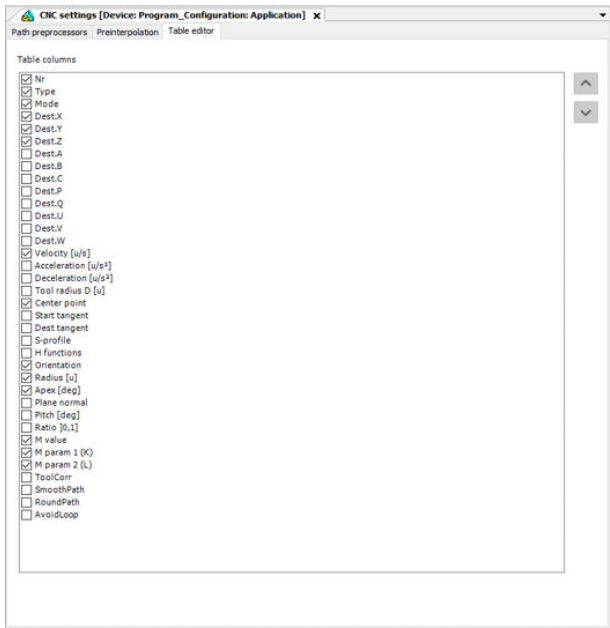 CNC settings [Device: Program_Configuration: Application] x
Path preprocessors Preinterpolation Table editor
Table columns
Nr
Type
Mode
Dest.X
Dest.Y
Dest.Z
Dest.A
Dest.B
Dest.C
Dest.P
Dest.Q
Dest.U
Dest.V
Dest.W
Velocity [u/s]
Acceleration [u/s²]
Deceleration [u/s²]
Tool radius D [u]
Center point
Start tangent
Dest tangent
S-profile
H functions
Orientation
Radius [u]
Apex [deg]
Plane normal
Pitch [deg]
Ratio ]0,1]
M value
M param 1 (K)
M param 2 (L)
ToolCorr
SmoothPath
RoundPath
AvoidLoop